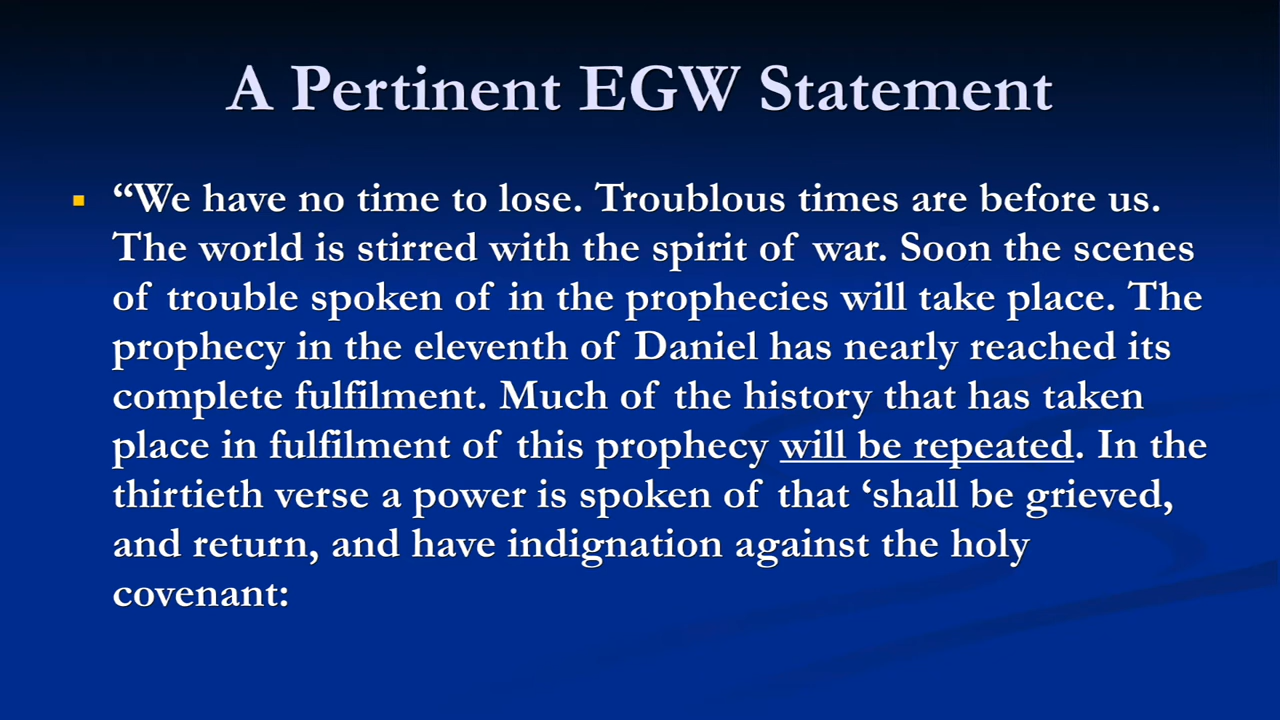 A Pertinent EGW Statement
“We have no time to lose. Troublous times are before us.
The world is stirred with the spirit of war. Soon the scenes
of trouble spoken of in the prophecies will take place. The
prophecy in the eleventh of Daniel has nearly reached its
complete fulfilment. Much of the history that has taken
place in fulfilment of this prophecy will be repeated. In the
thirtieth verse a power is spoken of that ‘shall be grieved,
and return, and have indignation against the holy
covenant: